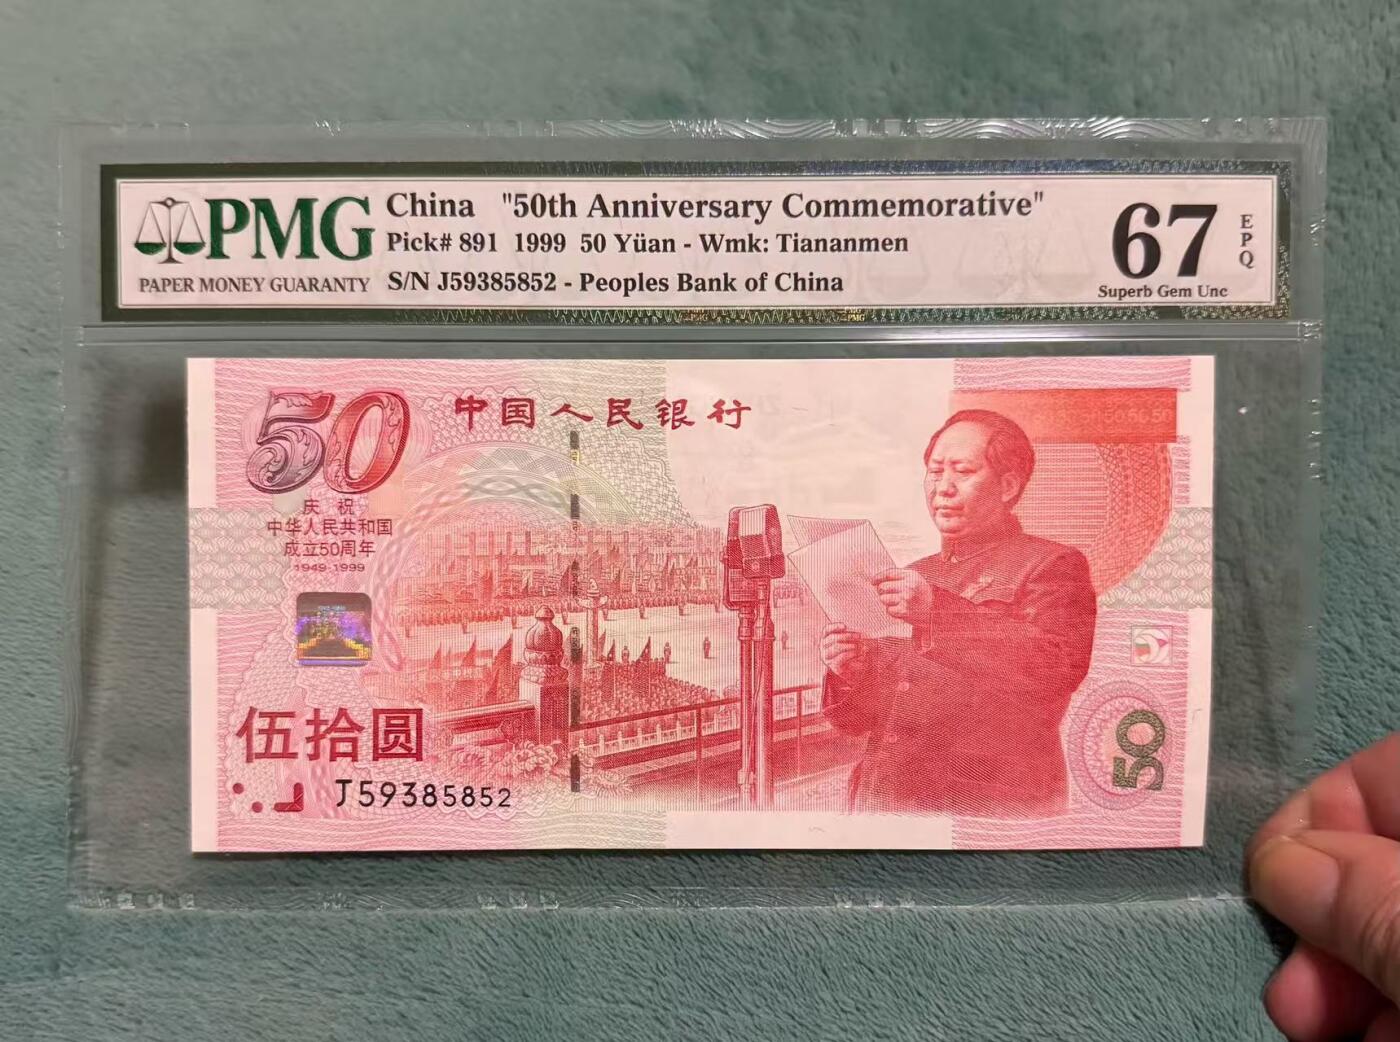 PMG
PAPER MONEY GUARANTY
China "50th Anniversary Commemorative"
Pick# 891 1999 50 Yüan - Wmk: Tiananmen
S/N J59385852 - Peoples Bank of China
67
EPQ
Superb Gem Unc
50
中国人民银行
庆祝
中华人民共和国
成立50周年
1949-1999
伍拾圆
J59385852
50